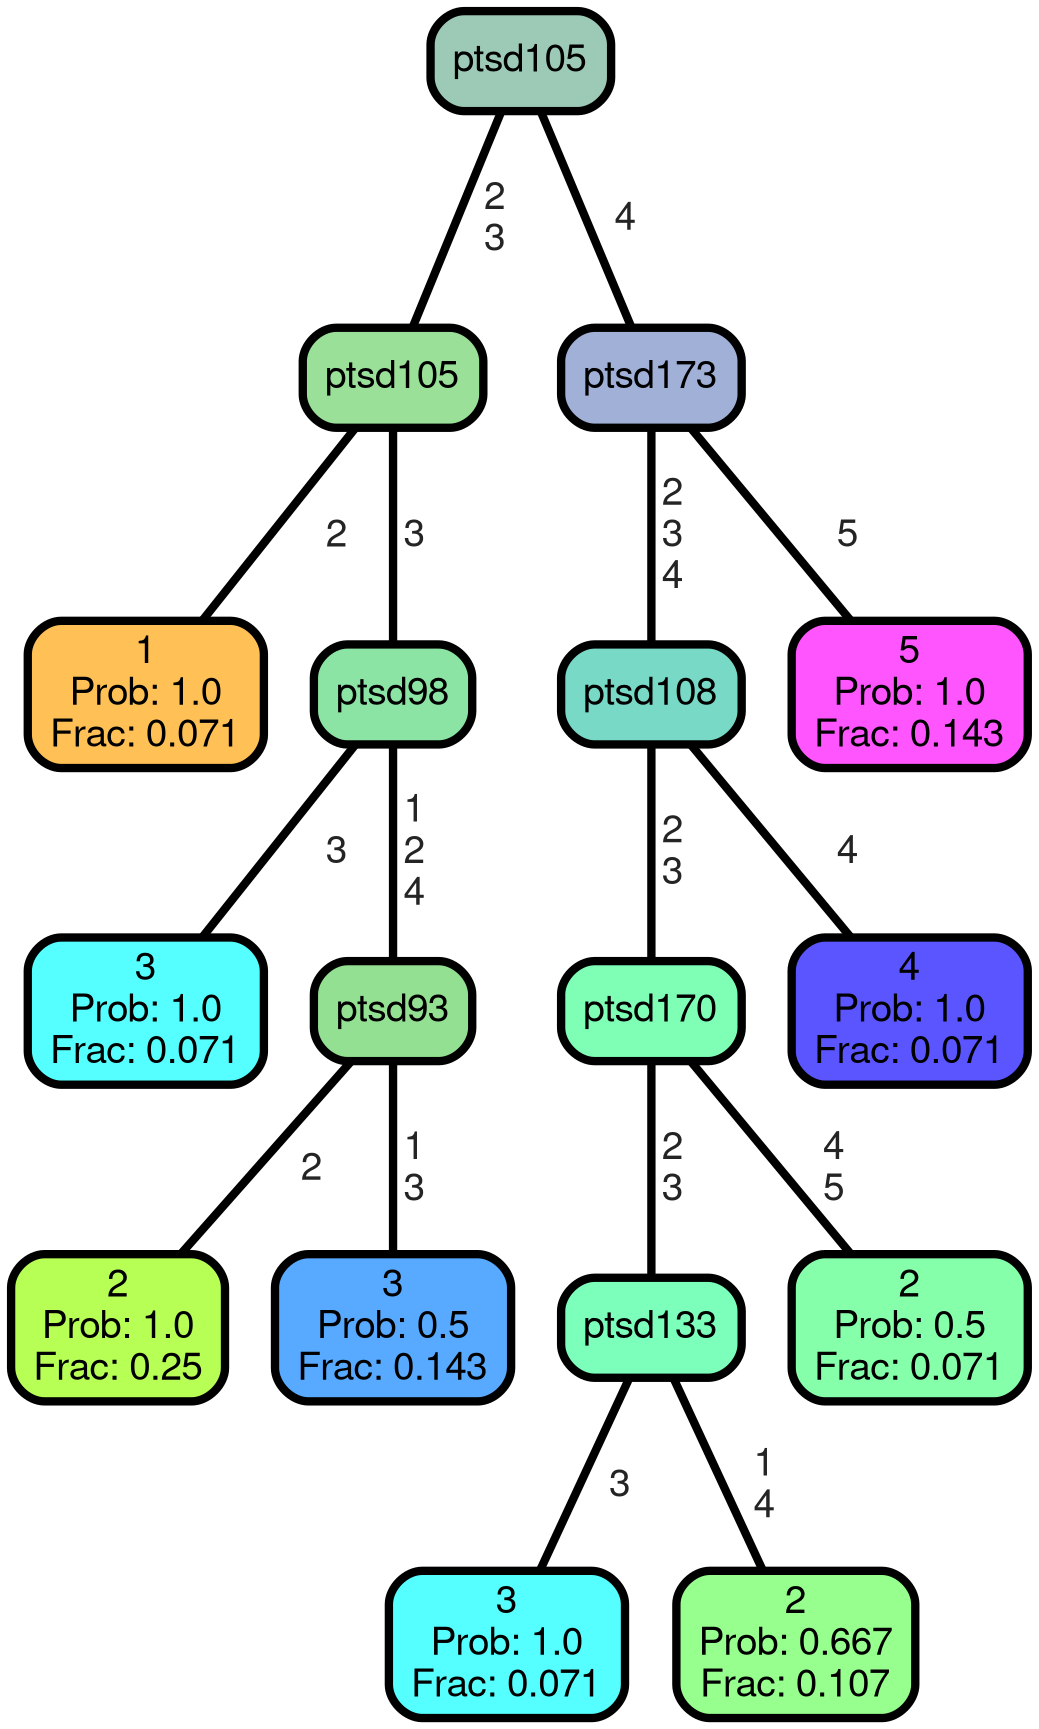 ptsd105
2
3
4
ptsd105
ptsd173
2
3
2
3
4
5
1
Prob: 1.0
Frac: 0.071
ptsd98
ptsd108
5
Prob: 1.0
Frac: 0.143
3
1
2
4
2
3
4
3
Prob: 1.0
Frac: 0.071
ptsd93
ptsd170
4
Prob: 1.0
Frac: 0.071
2
1
3
2
3
4
5
2
Prob: 1.0
Frac: 0.25
3
Prob: 0.5
Frac: 0.143
ptsd133
2
Prob: 0.5
Frac: 0.071
3
1
4
3
Prob: 1.0
Frac: 0.071
2
Prob: 0.667
Frac: 0.107